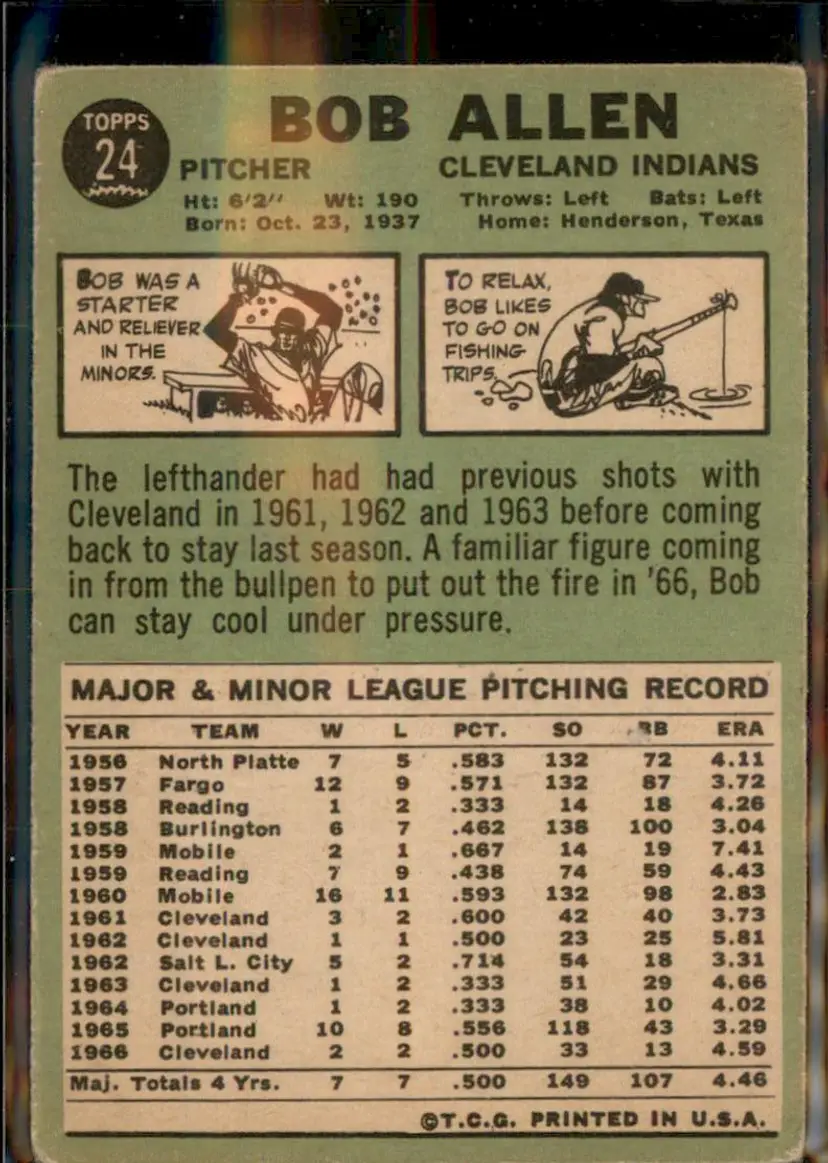 TOPPS
24
BOB ALLEN
PITCHER CLEVELAND INDIANS
Ht: 6'2" Wt: 190 Throws: Left Bats: Left
Born: Oct. 23, 1937 Home: Henderson, Texas
BOB WAS A
STARTER
AND RELIEVER
IN THE
MINORS.
TO RELAX,
BOB LIKES
TO GO ON
FISHING
TRIPS.
The lefthander had had previous shots with
Cleveland in 1961, 1962 and 1963 before coming
back to stay last season. A familiar figure coming
in from the bullpen to put out the fire in '66, Bob
can stay cool under pressure.
MAJOR & MINOR LEAGUE PITCHING RECORD
YEAR TEAM W L PCT. SO BB ERA
1956 North Platte 7 5 .583 132 72 4.11
1957 Fargo 12 9 .571 132 87 3.72
1958 Reading 1 2 .333 14 18 4.26
1958 Burlington 6 7 .462 138 100 3.04
1959 Mobile 2 1 .667 14 19 7.41
1959 Reading 7 9 .438 74 59 4.43
1960 Mobile 16 11 .593 132 98 2.83
1961 Cleveland 3 2 .600 42 40 3.73
1962 Cleveland 1 1 .500 23 25 5.81
1962 Salt L. City 5 2 .714 54 18 3.31
1963 Cleveland 1 2 .333 51 29 4.66
1964 Portland 1 2 .333 38 10 4.02
1965 Portland 10 8 .556 118 43 3.29
1966 Cleveland 2 2 .500 33 13 4.59
Maj. Totals 4 Yrs. 7 7 .500 149 107 4.46
©T.C.G. PRINTED IN U.S.A.